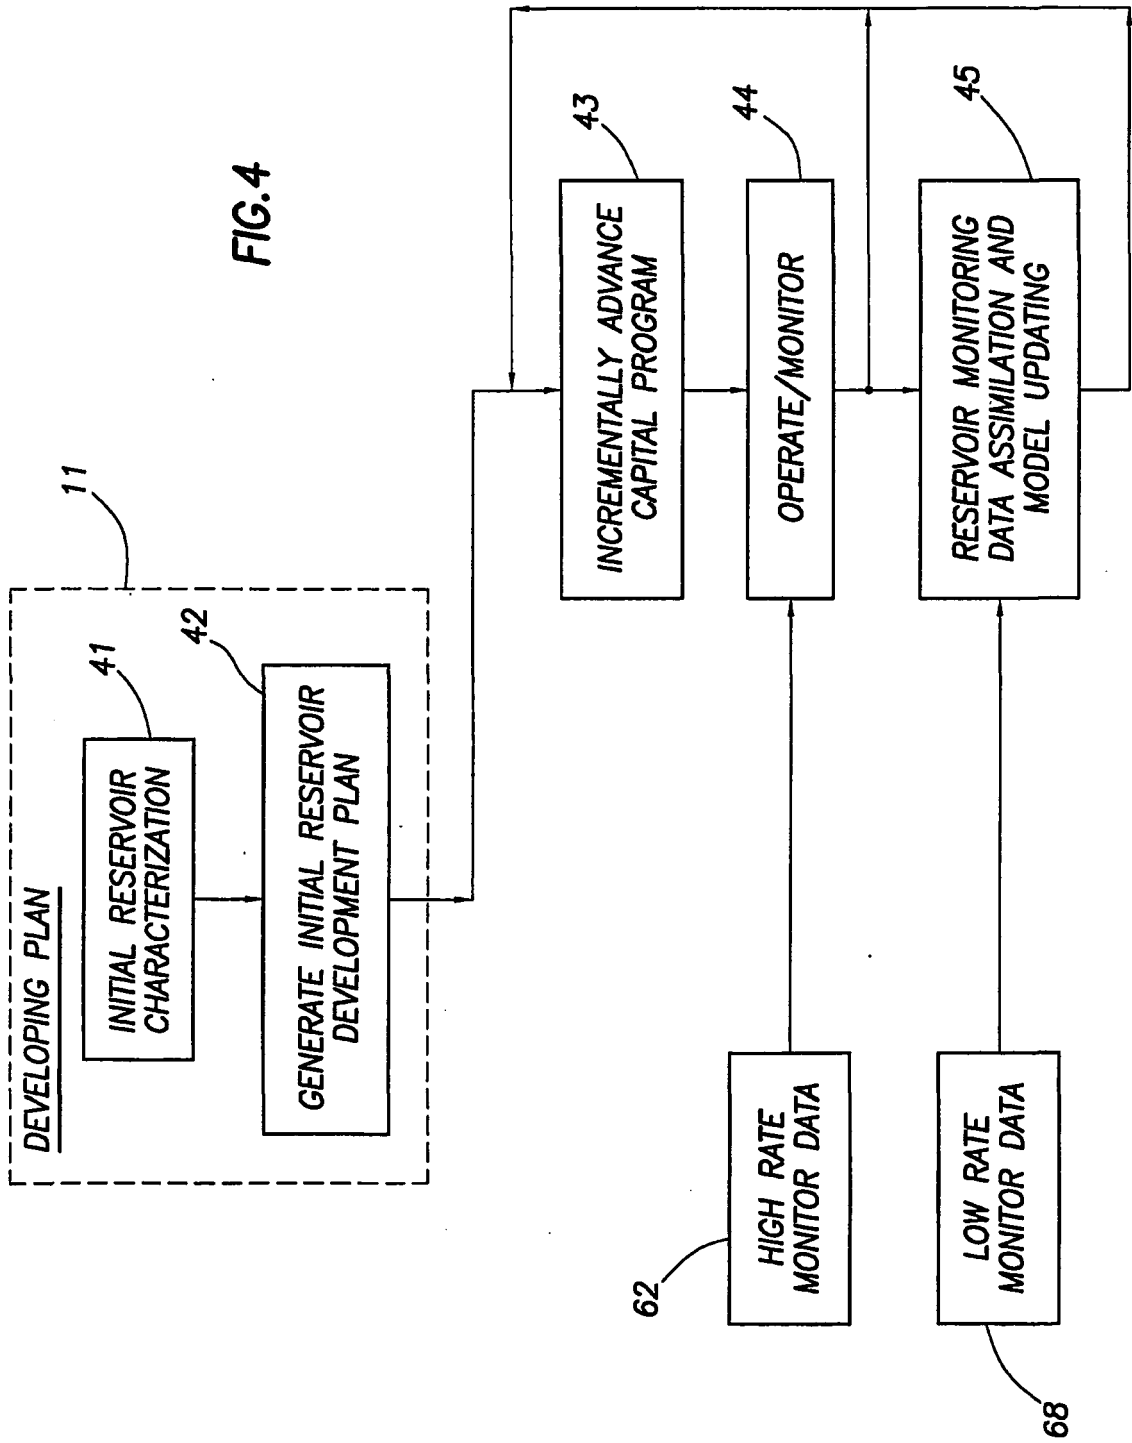 FIG.4
DEVELOPING PLAN
11
41
INITIAL RESERVOIR
CHARACTERIZATION
42
GENERATE INITIAL RESERVOIR
DEVELOPMENT PLAN
43
INCREMENTALLY ADVANCE
CAPITAL PROGRAM
62
HIGH RATE
MONITOR DATA
44
OPERATE/MONITOR
68
LOW RATE
MONITOR DATA
45
RESERVOIR MONITORING
DATA ASSIMILATION AND
MODEL UPDATING